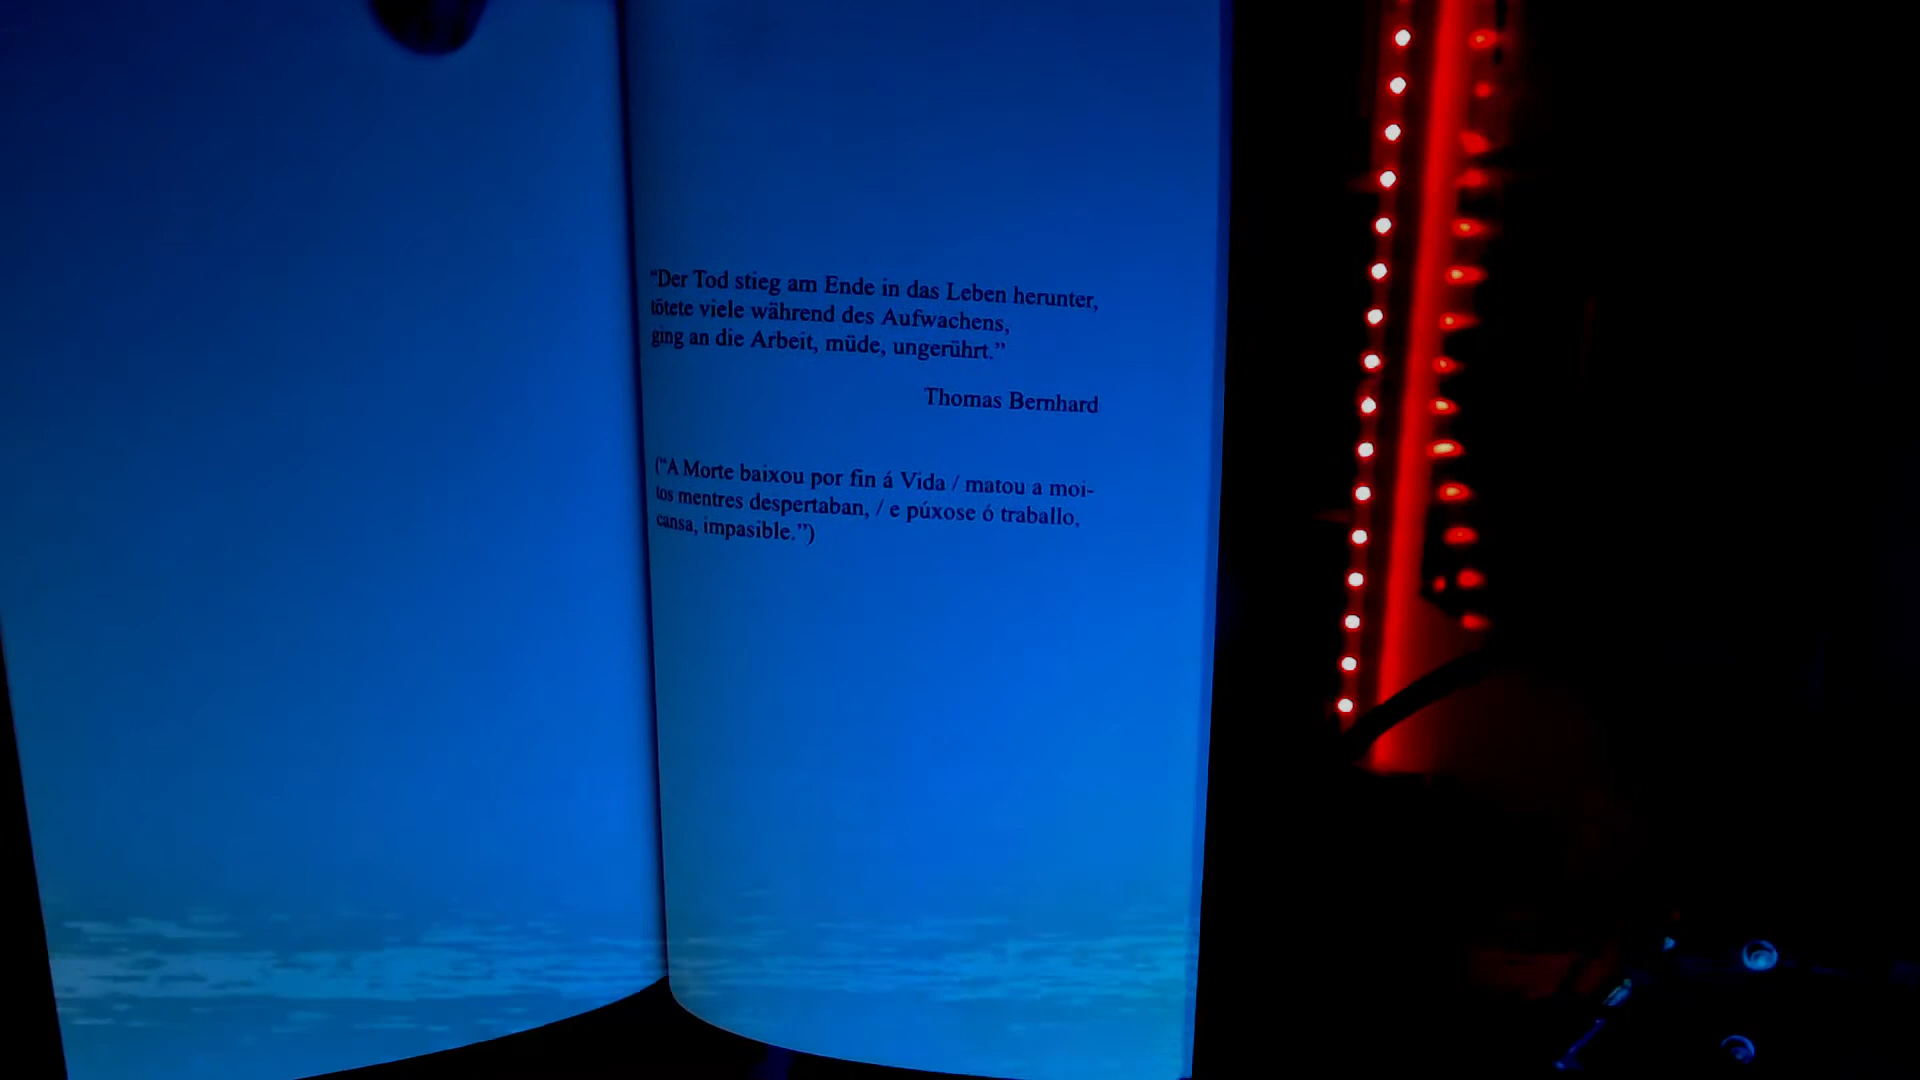 “Der Tod stieg am Ende in das Leben herunter,
tötete viele während des Aufwachens,
ging an die Arbeit, müde, ungerührt.”
Thomas Bernhard
(“A Morte baixou por fin á Vida / matou a moi-
tos mentres despertaban, / e púxose ó traballo,
cansa, impasible.”)